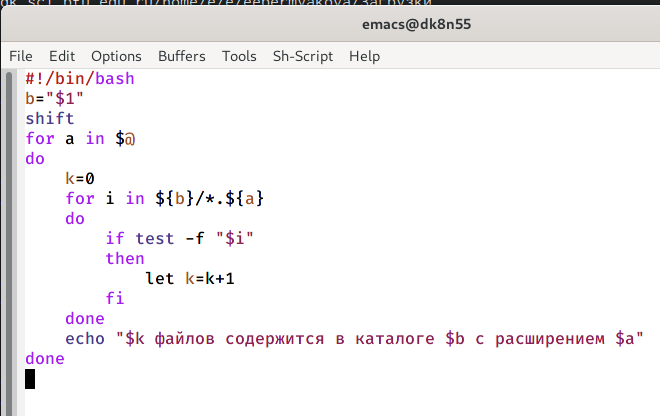 emacs@dk8n55
File Edit Options Buffers Tools Sh-Script Help
#!/bin/bash
b="$1"
shift
for a in $@
do
    k=0
    for i in ${b}/*.${a}
    do
        if test -f "$i"
        then
            let k=k+1
        fi
    done
    echo "$k файлов содержится в каталоге $b с расширением $a"
done